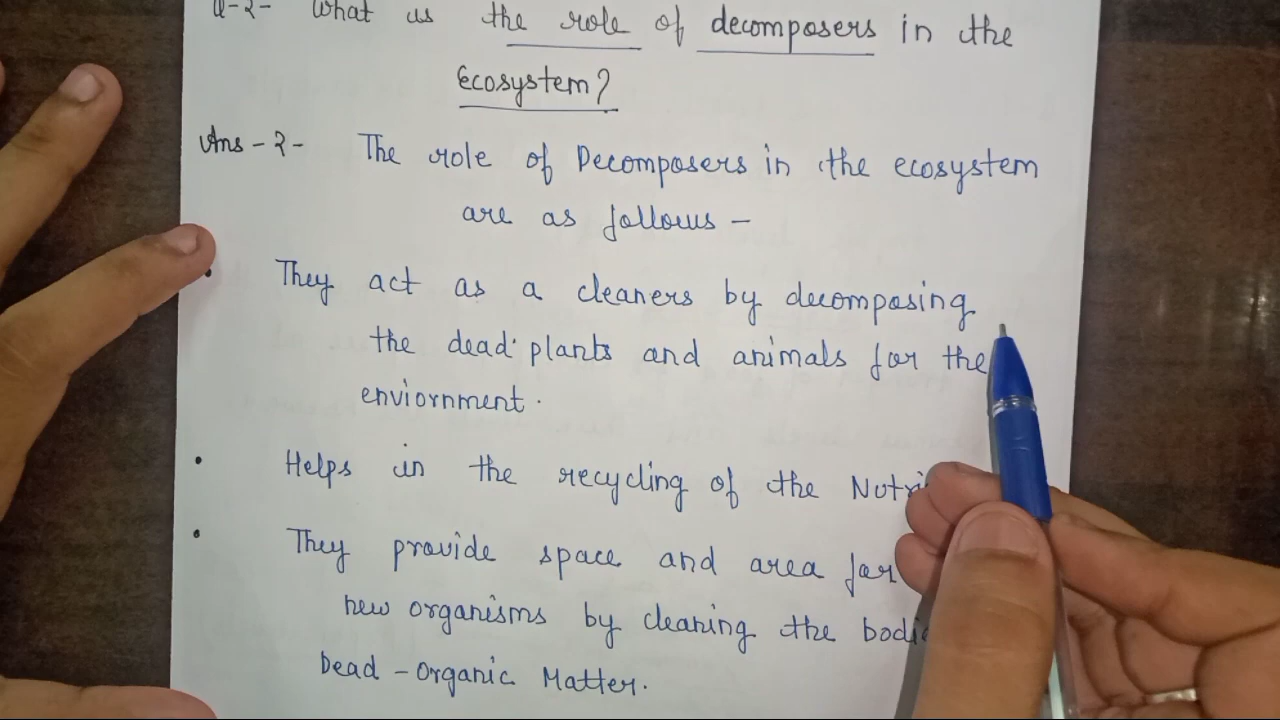 Q-2- What is the role of decomposers in the
Ecosystem?
Ans-2- The role of Decomposers in the ecosystem
are as follows -
• They act as a cleaners by decomposing
the dead plants and animals for the
enviornment.
• Helps in the recycling of the
• They provide space and area for
new organisms by cleaning the
Dead-Organic Matter.